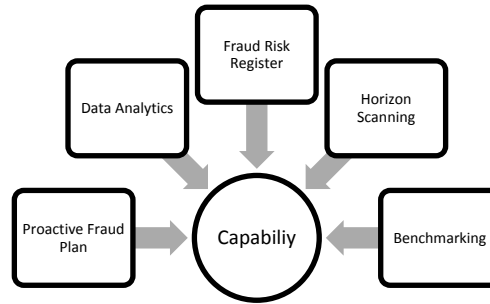 Fraud Risk
Register
Data Analytics
Horizon
Scanning
Proactive Fraud
Plan
Capabiliy
Benchmarking